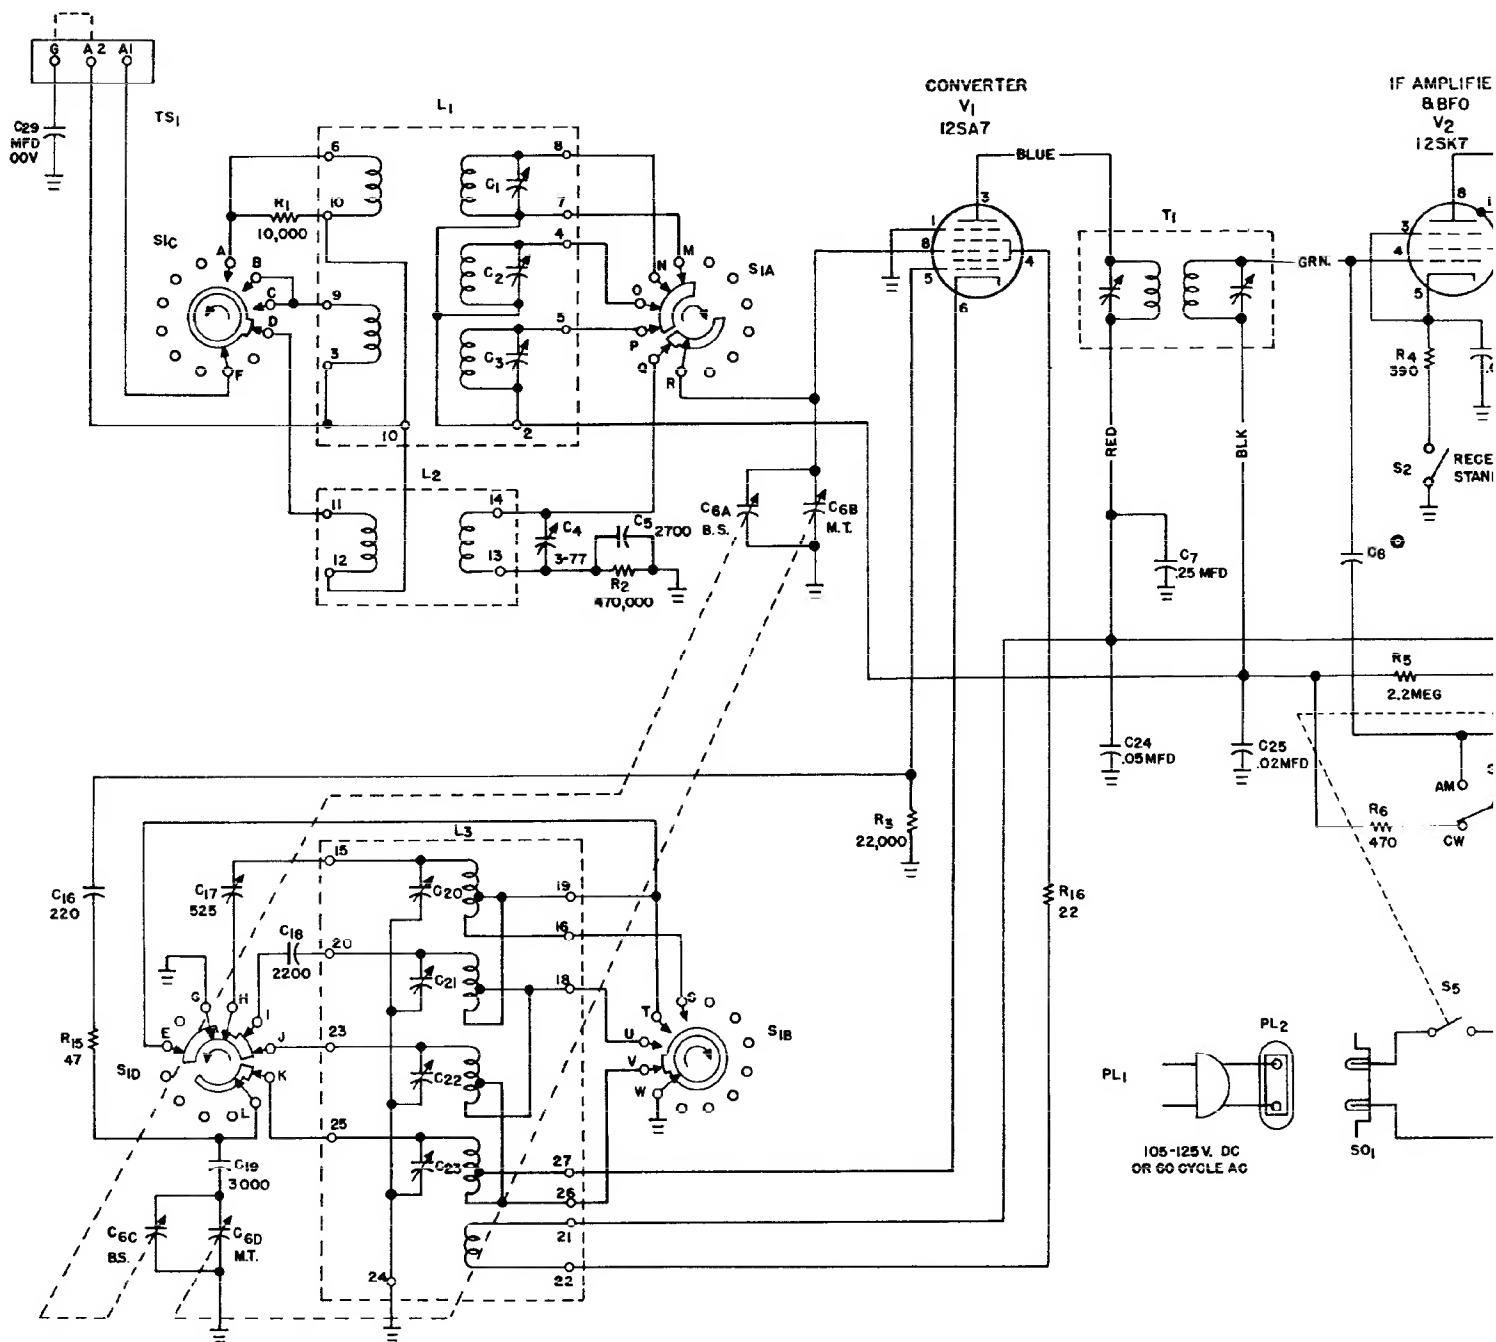 G A2 A1
TS1
C29
MFD
00V
L1
6
8
C1
R1
10,000
10
7
4
S1C
A
B
C
D
F
9
3
C2
5
C3
10
2
M
N
O
P
Q
R
S1A
L2
11
12
14
13
C4
3-77
C5
2700
R2
470,000
C6A
B.S.
C6B
M.T.
CONVERTER
V1
12SA7
BLUE
3
1
8
5
4
6
T1
GRN.
RED
BLK
IF AMPLIFIE
& BFO
V2
12SK7
8
3
4
5
R4
390
S2
RECE
STAN
C8
C7
.25 MFD
R5
2.2MEG
C24
.05MFD
C25
.02MFD
AM
R6
470
CW
R3
22,000
R16
22
L3
15
C16
220
C17
525
C18
2200
20
C20
19
16
C21
18
G
H
I
J
K
L
E
S1D
R15
47
23
C22
25
C23
S
T
U
V
W
S1B
27
26
21
22
24
C19
3000
C6C
B.S.
C6D
M.T.
S5
PL1
PL2
SO1
105-125V. DC
OR 60 CYCLE AC